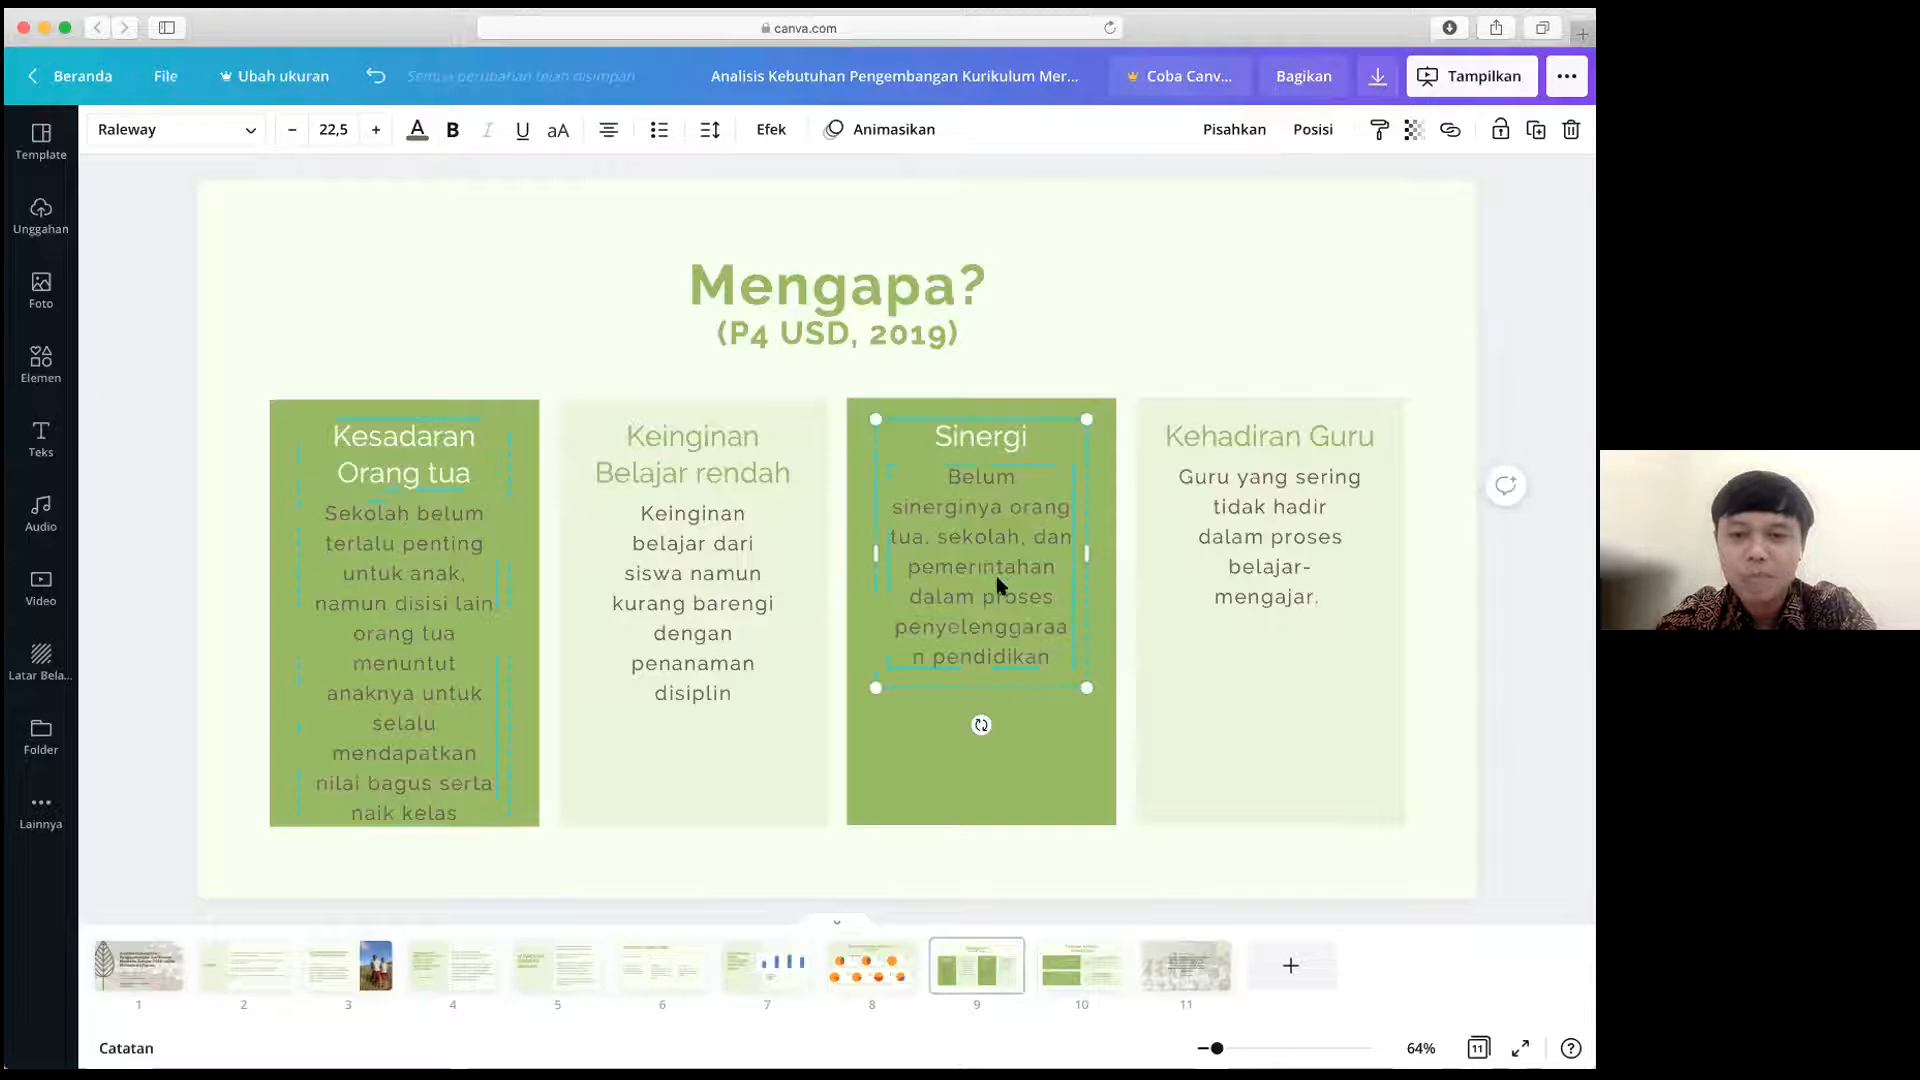 canva.com
Beranda
File
Ubah ukuran
Semua perubahan telah disimpan
Analisis Kebutuhan Pengembangan Kurikulum Mer...
Coba Canv...
Bagikan
Tampilkan
Raleway
22,5
aA
Efek
Animasikan
Pisahkan
Posisi
Template
Unggahan
Foto
Elemen
Teks
Audio
Video
Latar Bela...
Folder
Lainnya
Mengapa?
(P4 USD, 2019)
Kesadaran
Orang tua
Sekolah belum
terlalu penting
untuk anak,
namun disisi lain
orang tua
menuntut
anaknya untuk
selalu
mendapatkan
nilai bagus serta
naik kelas
Keinginan
Belajar rendah
Keinginan
belajar dari
siswa namun
kurang barengi
dengan
penanaman
disiplin
Sinergi
Belum
sinerginya orang
tua, sekolah, dan
pemerintahan
dalam proses
penyelenggaraa
n pendidikan
Kehadiran Guru
Guru yang sering
tidak hadir
dalam proses
belajar-
mengajar.
1
2
3
4
5
6
7
8
9
10
11
Catatan
64%
11